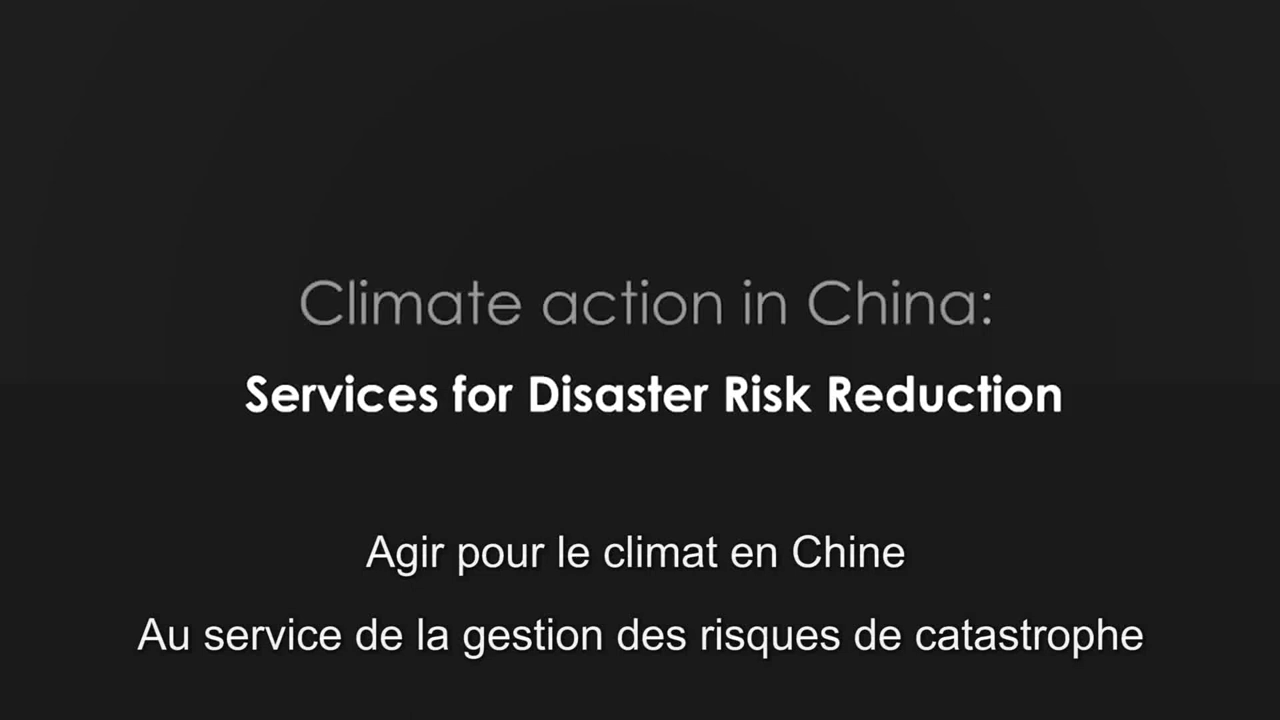 Climate action in China:
Services for Disaster Risk Reduction
Agir pour le climat en Chine
Au service de la gestion des risques de catastrophe